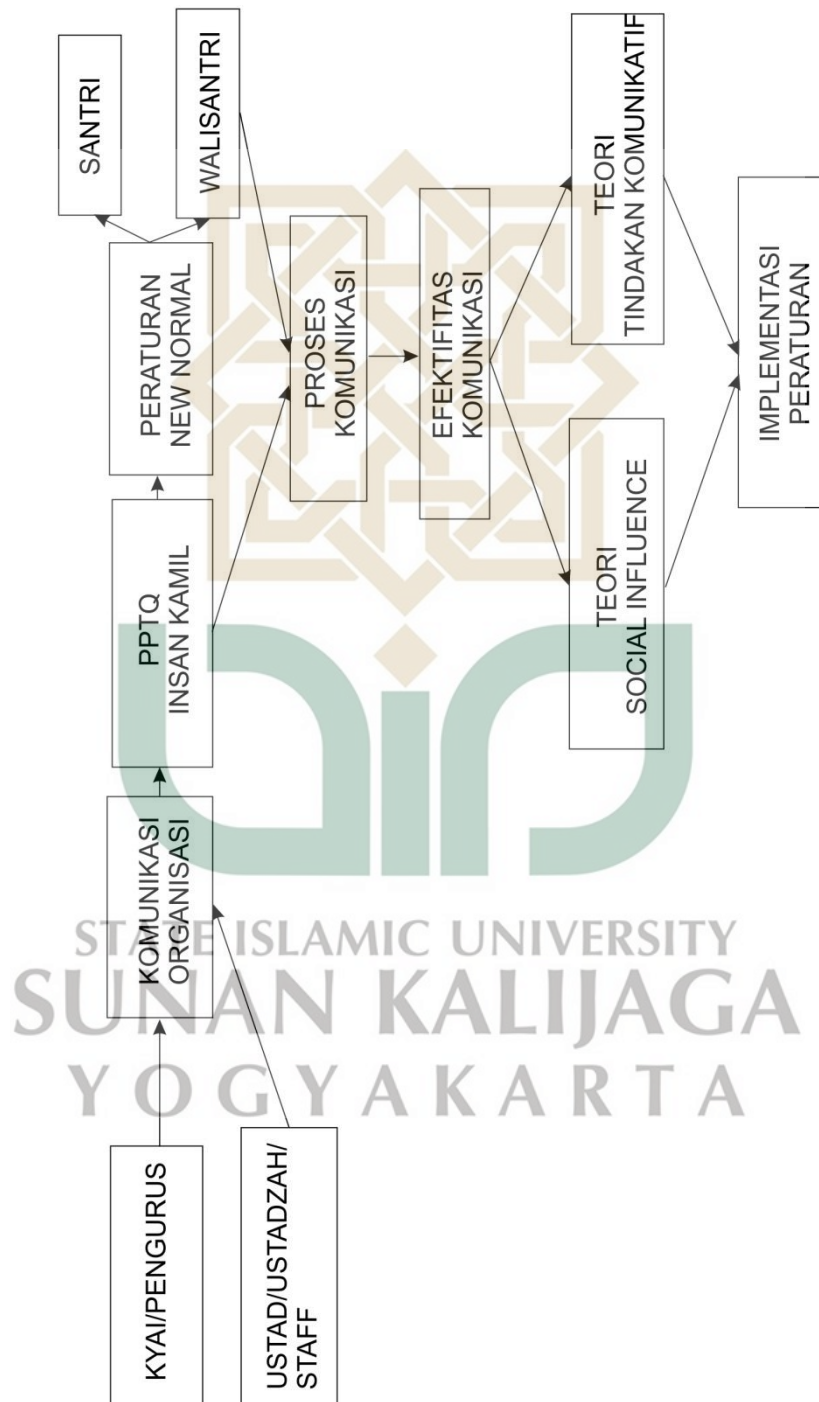 KYAI/PENGURUS
USTAD/USTADZAH/
STAFF
KOMUNIKASI
ORGANISASI
PPTQ
INSAN KAMIL
PERATURAN
NEW NORMAL
SANTRI
WALISANTRI
PROSES
KOMUNIKASI
EFEKTIFITAS
KOMUNIKASI
TEORI
SOCIAL INFLUENCE
TEORI
TINDAKAN KOMUNIKATIF
IMPLEMENTASI
PERATURAN
STATE ISLAMIC UNIVERSITY
SUNAN KALIJAGA
YOGYAKARTA